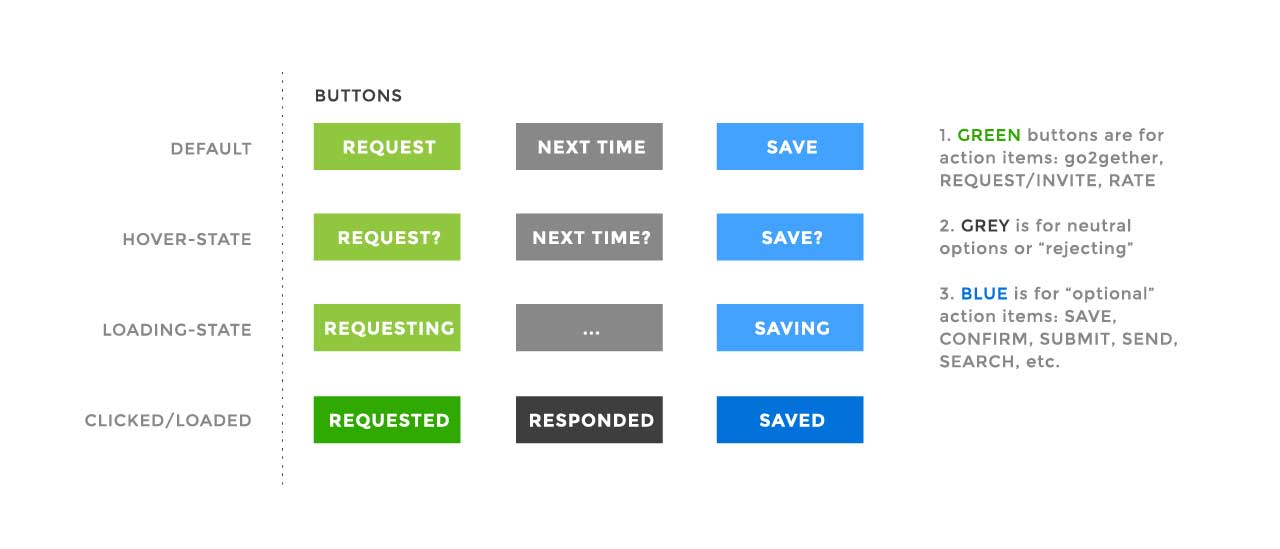 BUTTONS
DEFAULT
REQUEST
NEXT TIME
SAVE
HOVER-STATE
REQUEST?
NEXT TIME?
SAVE?
LOADING-STATE
REQUESTING
...
SAVING
CLICKED/LOADED
REQUESTED
RESPONDED
SAVED
1. GREEN buttons are for
action items: go2gether,
REQUEST/INVITE, RATE
2. GREY is for neutral
options or “rejecting”
3. BLUE is for “optional”
action items: SAVE,
CONFIRM, SUBMIT, SEND,
SEARCH, etc.